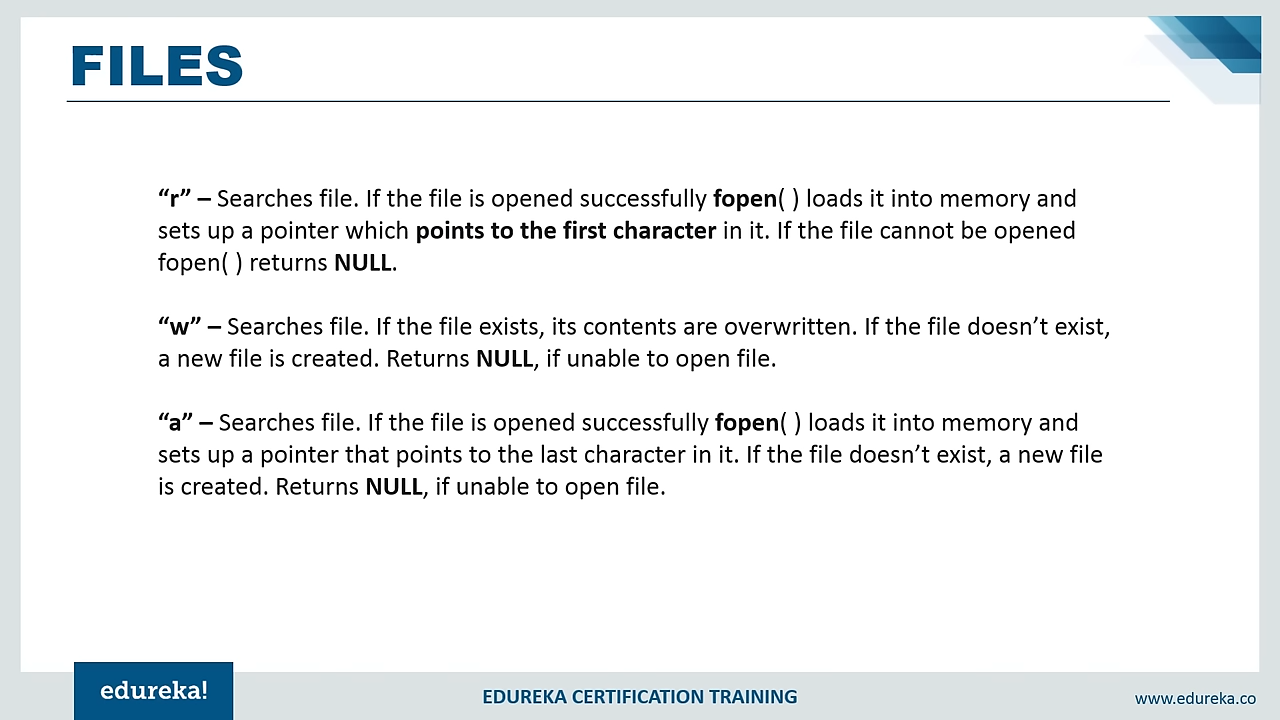 FILES
“r” – Searches file. If the file is opened successfully fopen( ) loads it into memory and
sets up a pointer which points to the first character in it. If the file cannot be opened
fopen( ) returns NULL.
“w” – Searches file. If the file exists, its contents are overwritten. If the file doesn’t exist,
a new file is created. Returns NULL, if unable to open file.
“a” – Searches file. If the file is opened successfully fopen( ) loads it into memory and
sets up a pointer that points to the last character in it. If the file doesn’t exist, a new file
is created. Returns NULL, if unable to open file.
edureka!
EDUREKA CERTIFICATION TRAINING
www.edureka.co